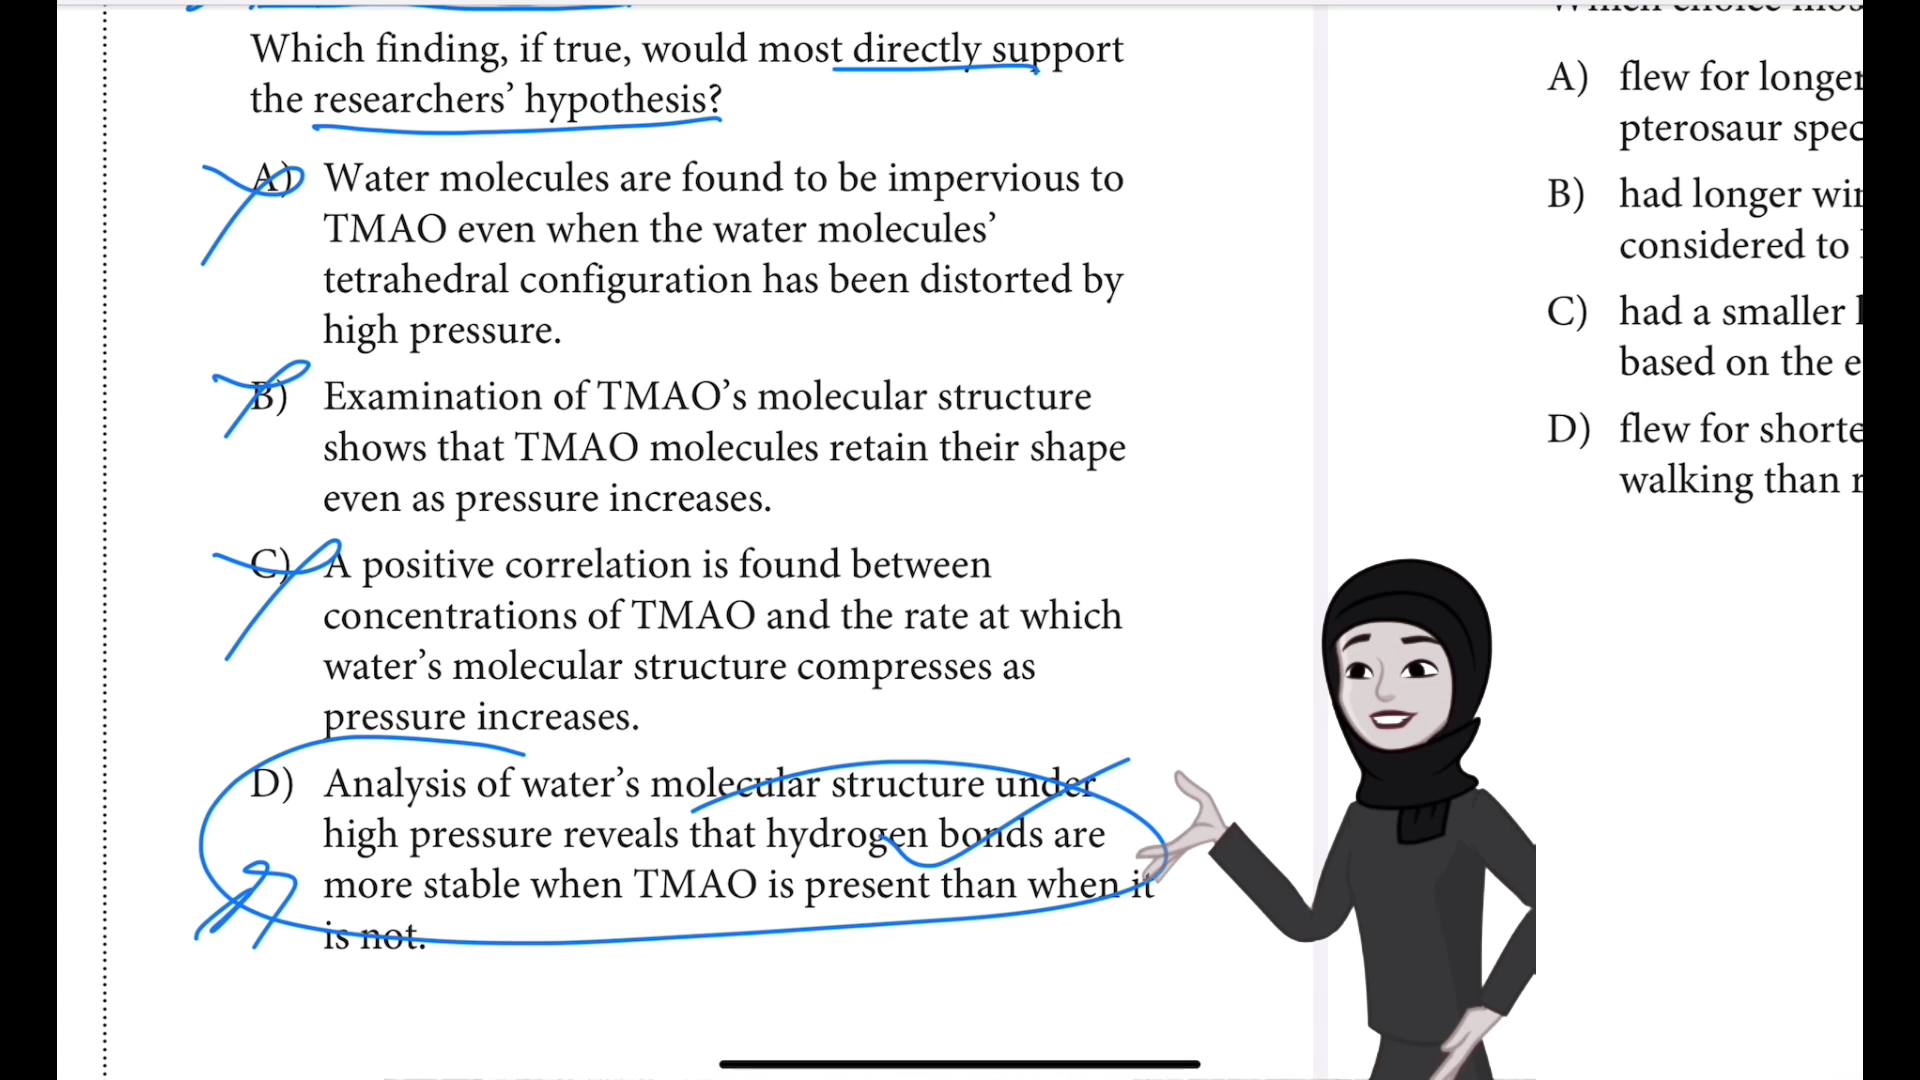 Which finding, if true, would most directly support
the researchers’ hypothesis?
A) Water molecules are found to be impervious to
TMAO even when the water molecules’
tetrahedral configuration has been distorted by
high pressure.
B) Examination of TMAO’s molecular structure
shows that TMAO molecules retain their shape
even as pressure increases.
C) A positive correlation is found between
concentrations of TMAO and the rate at which
water’s molecular structure compresses as
pressure increases.
D) Analysis of water’s molecular structure under
high pressure reveals that hydrogen bonds are
more stable when TMAO is present than when it
is not.
A) flew for longer
pterosaur spec
B) had longer win
considered to
C) had a smaller
based on the e
D) flew for shorte
walking than